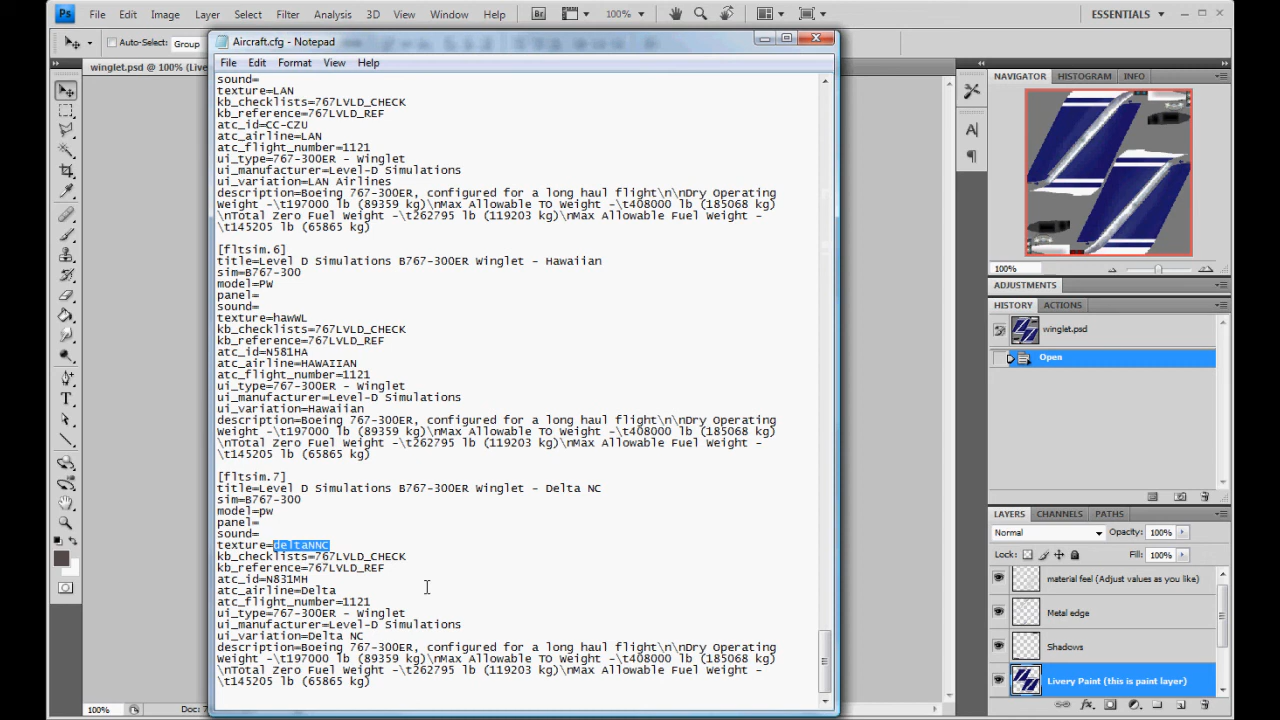 Ps File Edit Image Layer Select Filter Analysis 3D View Window Help Br 100% ESSENTIALS
Auto-Select: Group
winglet.psd @ 100% (Live
Aircraft.cfg - Notepad
File Edit Format View Help
sound=
texture=LAN
kb_checklists=767LVLD_CHECK
kb_reference=767LVLD_REF
atc_id=CC-CZU
atc_airline=LAN
atc_flight_number=1121
ui_type=767-300ER - Winglet
ui_manufacturer=Level-D Simulations
ui_variation=LAN Airlines
description=Boeing 767-300ER, configured for a long haul flight\n\nDry Operating
Weight -\t197000 lb (89359 kg)\nMax Allowable TO Weight -\t408000 lb (185068 kg)
\nTotal Zero Fuel Weight -\t262795 lb (119203 kg)\nMax Allowable Fuel Weight -
\t145205 lb (65865 kg)
[fltsim.6]
title=Level D Simulations B767-300ER Winglet - Hawaiian
sim=B767-300
model=PW
panel=
sound=
texture=hawWL
kb_checklists=767LVLD_CHECK
kb_reference=767LVLD_REF
atc_id=N581HA
atc_airline=HAWAIIAN
atc_flight_number=1121
ui_type=767-300ER - Winglet
ui_manufacturer=Level-D Simulations
ui_variation=Hawaiian
description=Boeing 767-300ER, configured for a long haul flight\n\nDry Operating
Weight -\t197000 lb (89359 kg)\nMax Allowable TO Weight -\t408000 lb (185068 kg)
\nTotal Zero Fuel Weight -\t262795 lb (119203 kg)\nMax Allowable Fuel Weight -
\t145205 lb (65865 kg)
[fltsim.7]
title=Level D Simulations B767-300ER Winglet - Delta NC
sim=B767-300
model=pw
panel=
sound=
texture=deltaNNC
kb_checklists=767LVLD_CHECK
kb_reference=767LVLD_REF
atc_id=N831MH
atc_airline=Delta
atc_flight_number=1121
ui_type=767-300ER - Winglet
ui_manufacturer=Level-D Simulations
ui_variation=Delta NC
description=Boeing 767-300ER, configured for a long haul flight\n\nDry Operating
Weight -\t197000 lb (89359 kg)\nMax Allowable TO Weight -\t408000 lb (185068 kg)
\nTotal Zero Fuel Weight -\t262795 lb (119203 kg)\nMax Allowable Fuel Weight -
\t145205 lb (65865 kg)
100% Doc: 7
NAVIGATOR HISTOGRAM INFO
100%
ADJUSTMENTS
HISTORY ACTIONS
winglet.psd
Open
LAYERS CHANNELS PATHS
Normal Opacity: 100%
Lock: Fill: 100%
material feel (Adjust values as you like)
Metal edge
Shadows
Livery Paint (this is paint layer)